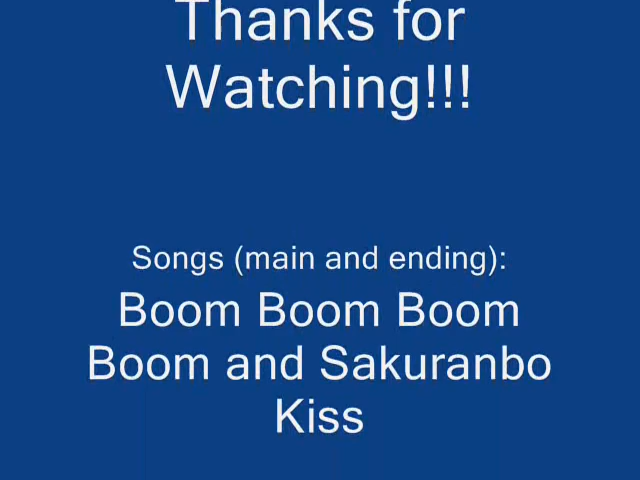 Thanks for
Watching!!!
Songs (main and ending):
Boom Boom Boom
Boom and Sakuranbo
Kiss